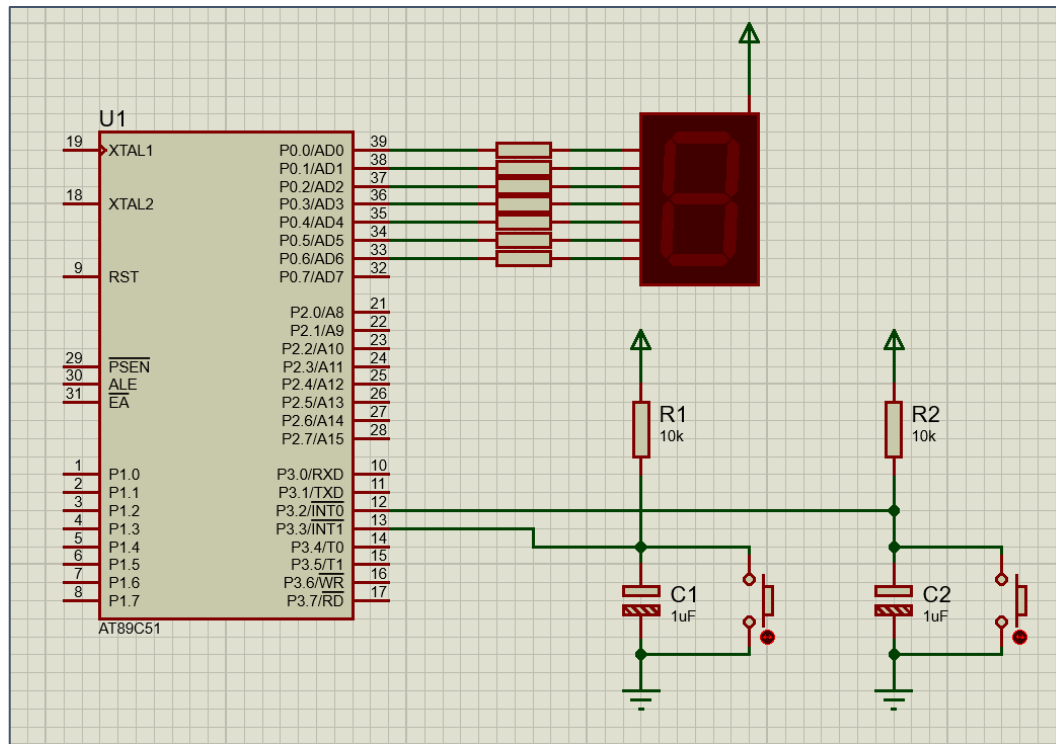 U1
19 XTAL1
18 XTAL2
9 RST
29 PSEN
30 ALE
31 EA
1 P1.0
2 P1.1
3 P1.2
4 P1.3
5 P1.4
6 P1.5
7 P1.6
8 P1.7
P0.0/AD0 39
P0.1/AD1 38
P0.2/AD2 37
P0.3/AD3 36
P0.4/AD4 35
P0.5/AD5 34
P0.6/AD6 33
P0.7/AD7 32
P2.0/A8 21
P2.1/A9 22
P2.2/A10 23
P2.3/A11 24
P2.4/A12 25
P2.5/A13 26
P2.6/A14 27
P2.7/A15 28
P3.0/RXD 10
P3.1/TXD 11
P3.2/INT0 12
P3.3/INT1 13
P3.4/T0 14
P3.5/T1 15
P3.6/WR 16
P3.7/RD 17
AT89C51
R1
10k
R2
10k
C1
1uF
C2
1uF